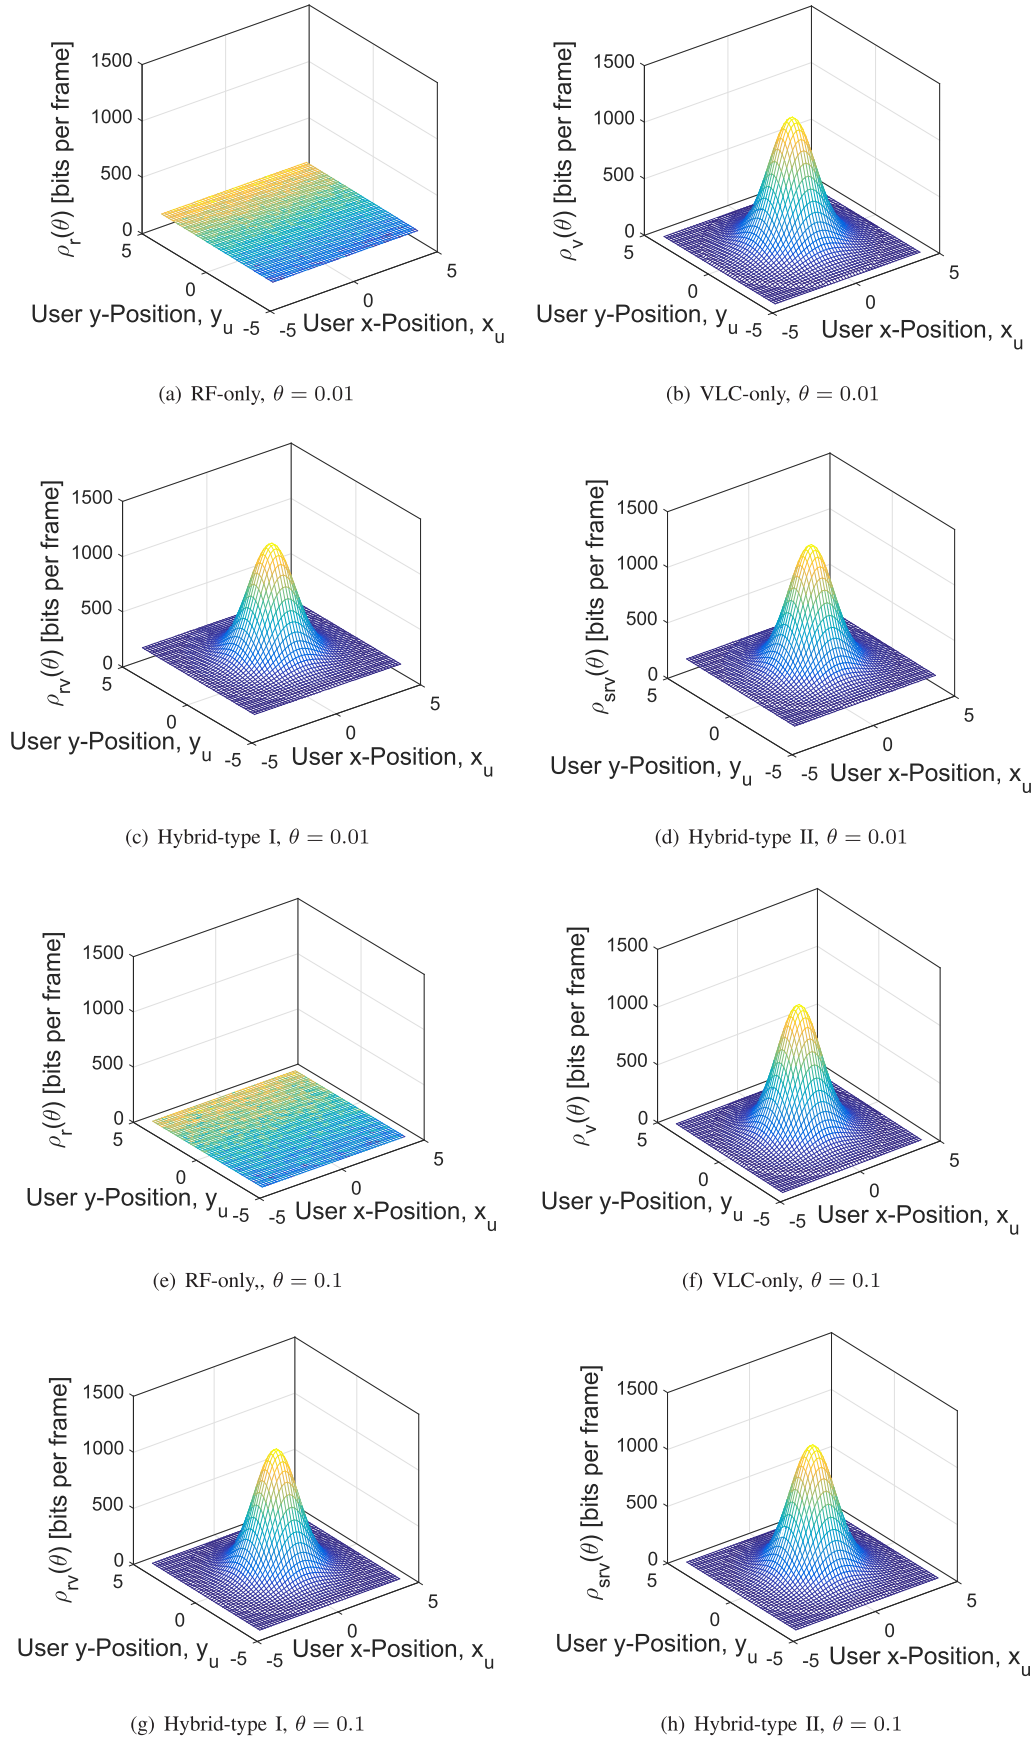 1500
1000
500
0
5
0
-5
-5
0
5
ρr(θ) [bits per frame]
User y-Position, yu
User x-Position, xu
(a) RF-only, θ = 0.01
1500
1000
500
0
5
0
-5
-5
0
5
ρv(θ) [bits per frame]
User y-Position, yu
User x-Position, xu
(b) VLC-only, θ = 0.01
1500
1000
500
0
5
0
-5
-5
0
5
ρrv(θ) [bits per frame]
User y-Position, yu
User x-Position, xu
(c) Hybrid-type I, θ = 0.01
1500
1000
500
0
5
0
-5
-5
0
5
ρsrv(θ) [bits per frame]
User y-Position, yu
User x-Position, xu
(d) Hybrid-type II, θ = 0.01
1500
1000
500
0
5
0
-5
-5
0
5
ρr(θ) [bits per frame]
User y-Position, yu
User x-Position, xu
(e) RF-only,, θ = 0.1
1500
1000
500
0
5
0
-5
-5
0
5
ρv(θ) [bits per frame]
User y-Position, yu
User x-Position, xu
(f) VLC-only, θ = 0.1
1500
1000
500
0
5
0
-5
-5
0
5
ρrv(θ) [bits per frame]
User y-Position, yu
User x-Position, xu
(g) Hybrid-type I, θ = 0.1
1500
1000
500
0
5
0
-5
-5
0
5
ρsrv(θ) [bits per frame]
User y-Position, yu
User x-Position, xu
(h) Hybrid-type II, θ = 0.1